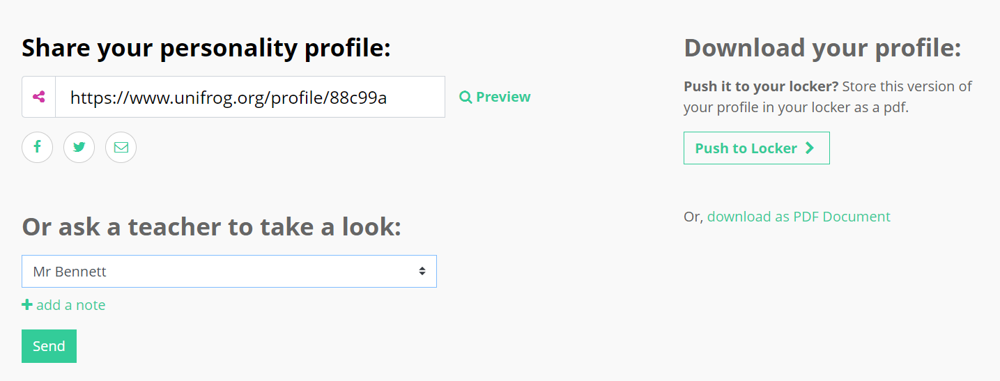 Share your personality profile:
https://www.unifrog.org/profile/88c99a
Preview
Or ask a teacher to take a look:
Mr Bennett
add a note
Send
Download your profile:
Push it to your locker? Store this version of
your profile in your locker as a pdf.
Push to Locker
Or, download as PDF Document